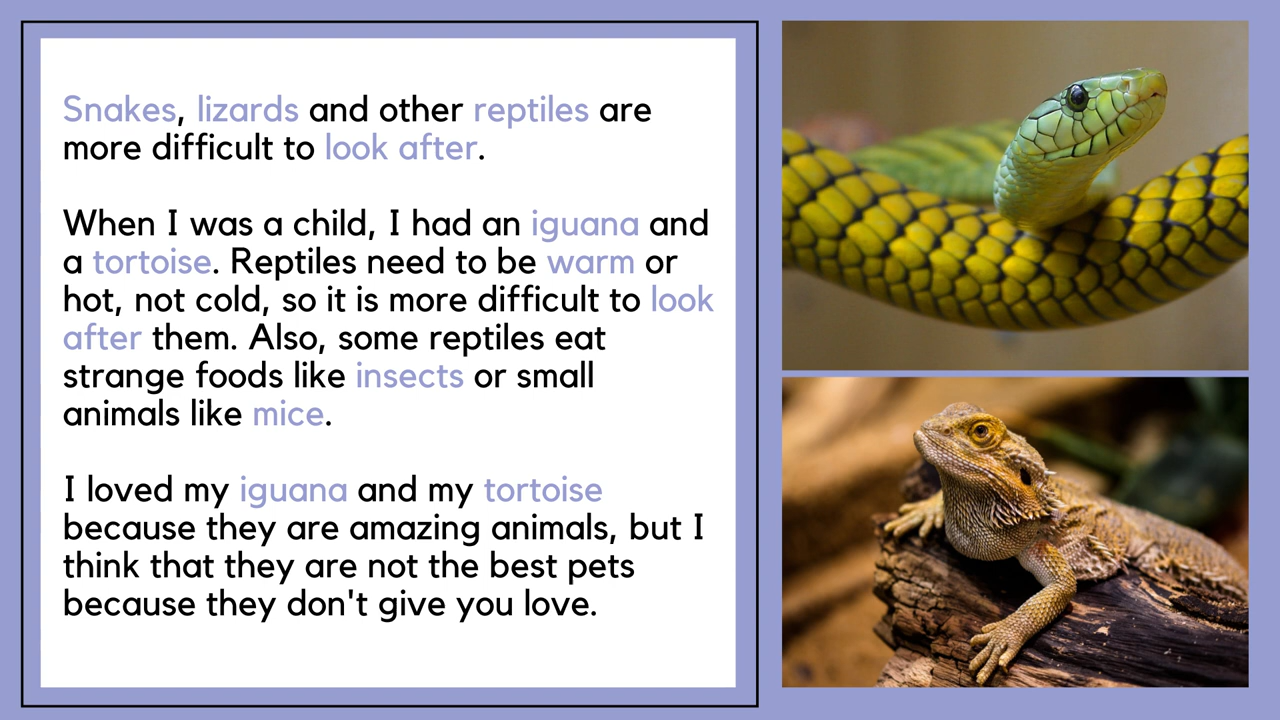 Snakes, lizards and other reptiles are
more difficult to look after.
When I was a child, I had an iguana and
a tortoise. Reptiles need to be warm or
hot, not cold, so it is more difficult to look
after them. Also, some reptiles eat
strange foods like insects or small
animals like mice.
I loved my iguana and my tortoise
because they are amazing animals, but I
think that they are not the best pets
because they don't give you love.